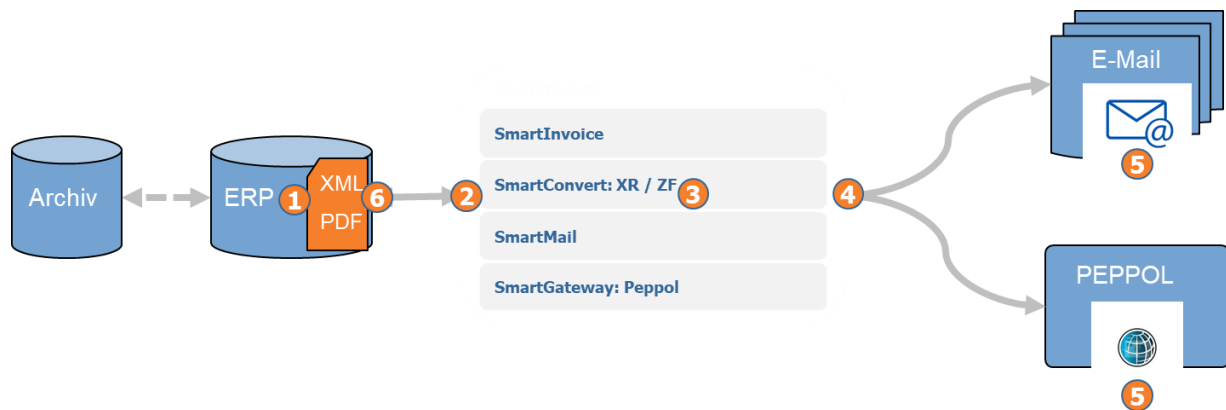 Archiv
ERP
1
XML
PDF
6
2
SmartInvoice
SmartConvert: XR / ZF
3
SmartMail
SmartGateway: Peppol
4
E-Mail
@
5
PEPPOL
5